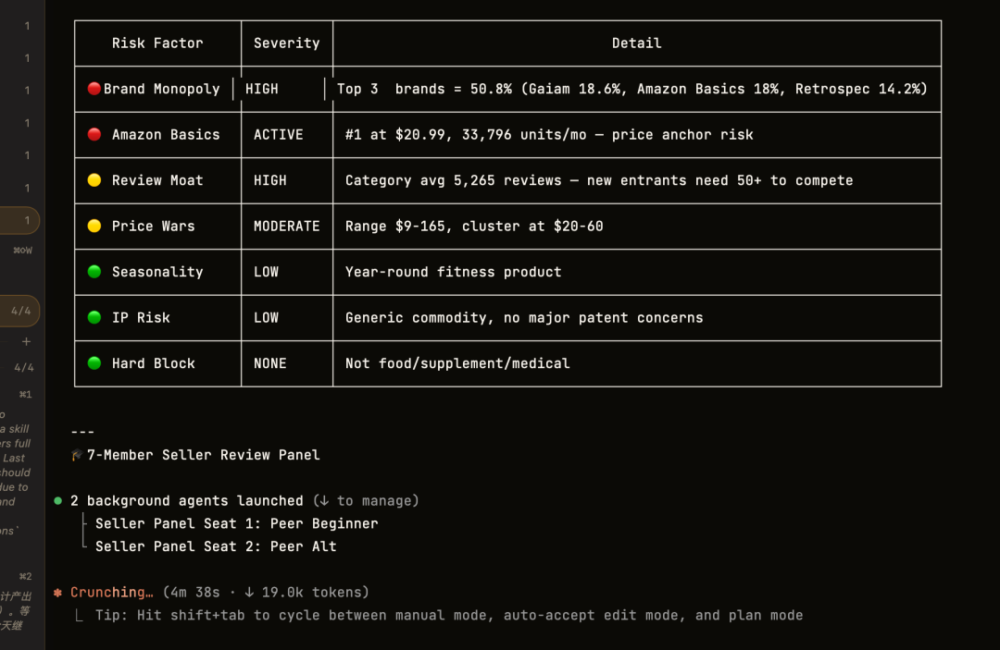 1
1
1
1
1
1
1
⌘◇W
4/4
+
4/4
⌘1
o
a skill
ers full
Last
should
due to
and
ons`
⌘2
计产出
）。等
天继
Risk Factor Severity Detail
🔴Brand Monopoly HIGH Top 3 brands = 50.8% (Gaiam 18.6%, Amazon Basics 18%, Retrospec 14.2%)
🔴 Amazon Basics ACTIVE #1 at $20.99, 33,796 units/mo — price anchor risk
🟡 Review Moat HIGH Category avg 5,265 reviews — new entrants need 50+ to compete
🟡 Price Wars MODERATE Range $9-165, cluster at $20-60
🟢 Seasonality LOW Year-round fitness product
🟢 IP Risk LOW Generic commodity, no major patent concerns
🟢 Hard Block NONE Not food/supplement/medical
---
🎓7-Member Seller Review Panel
2 background agents launched (↓ to manage)
Seller Panel Seat 1: Peer Beginner
Seller Panel Seat 2: Peer Alt
✽ Crunching… (4m 38s · ↓ 19.0k tokens)
Tip: Hit shift+tab to cycle between manual mode, auto-accept edit mode, and plan mode